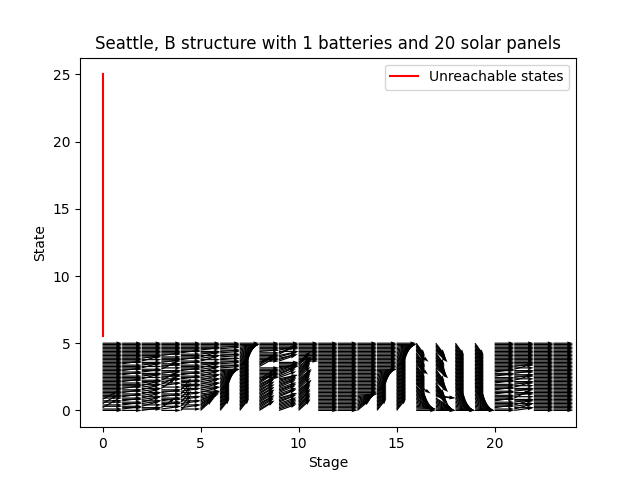 Seattle, B structure with 1 batteries and 20 solar panels
Unreachable states
25
20
15
10
5
0
State
0 5 10 15 20
Stage